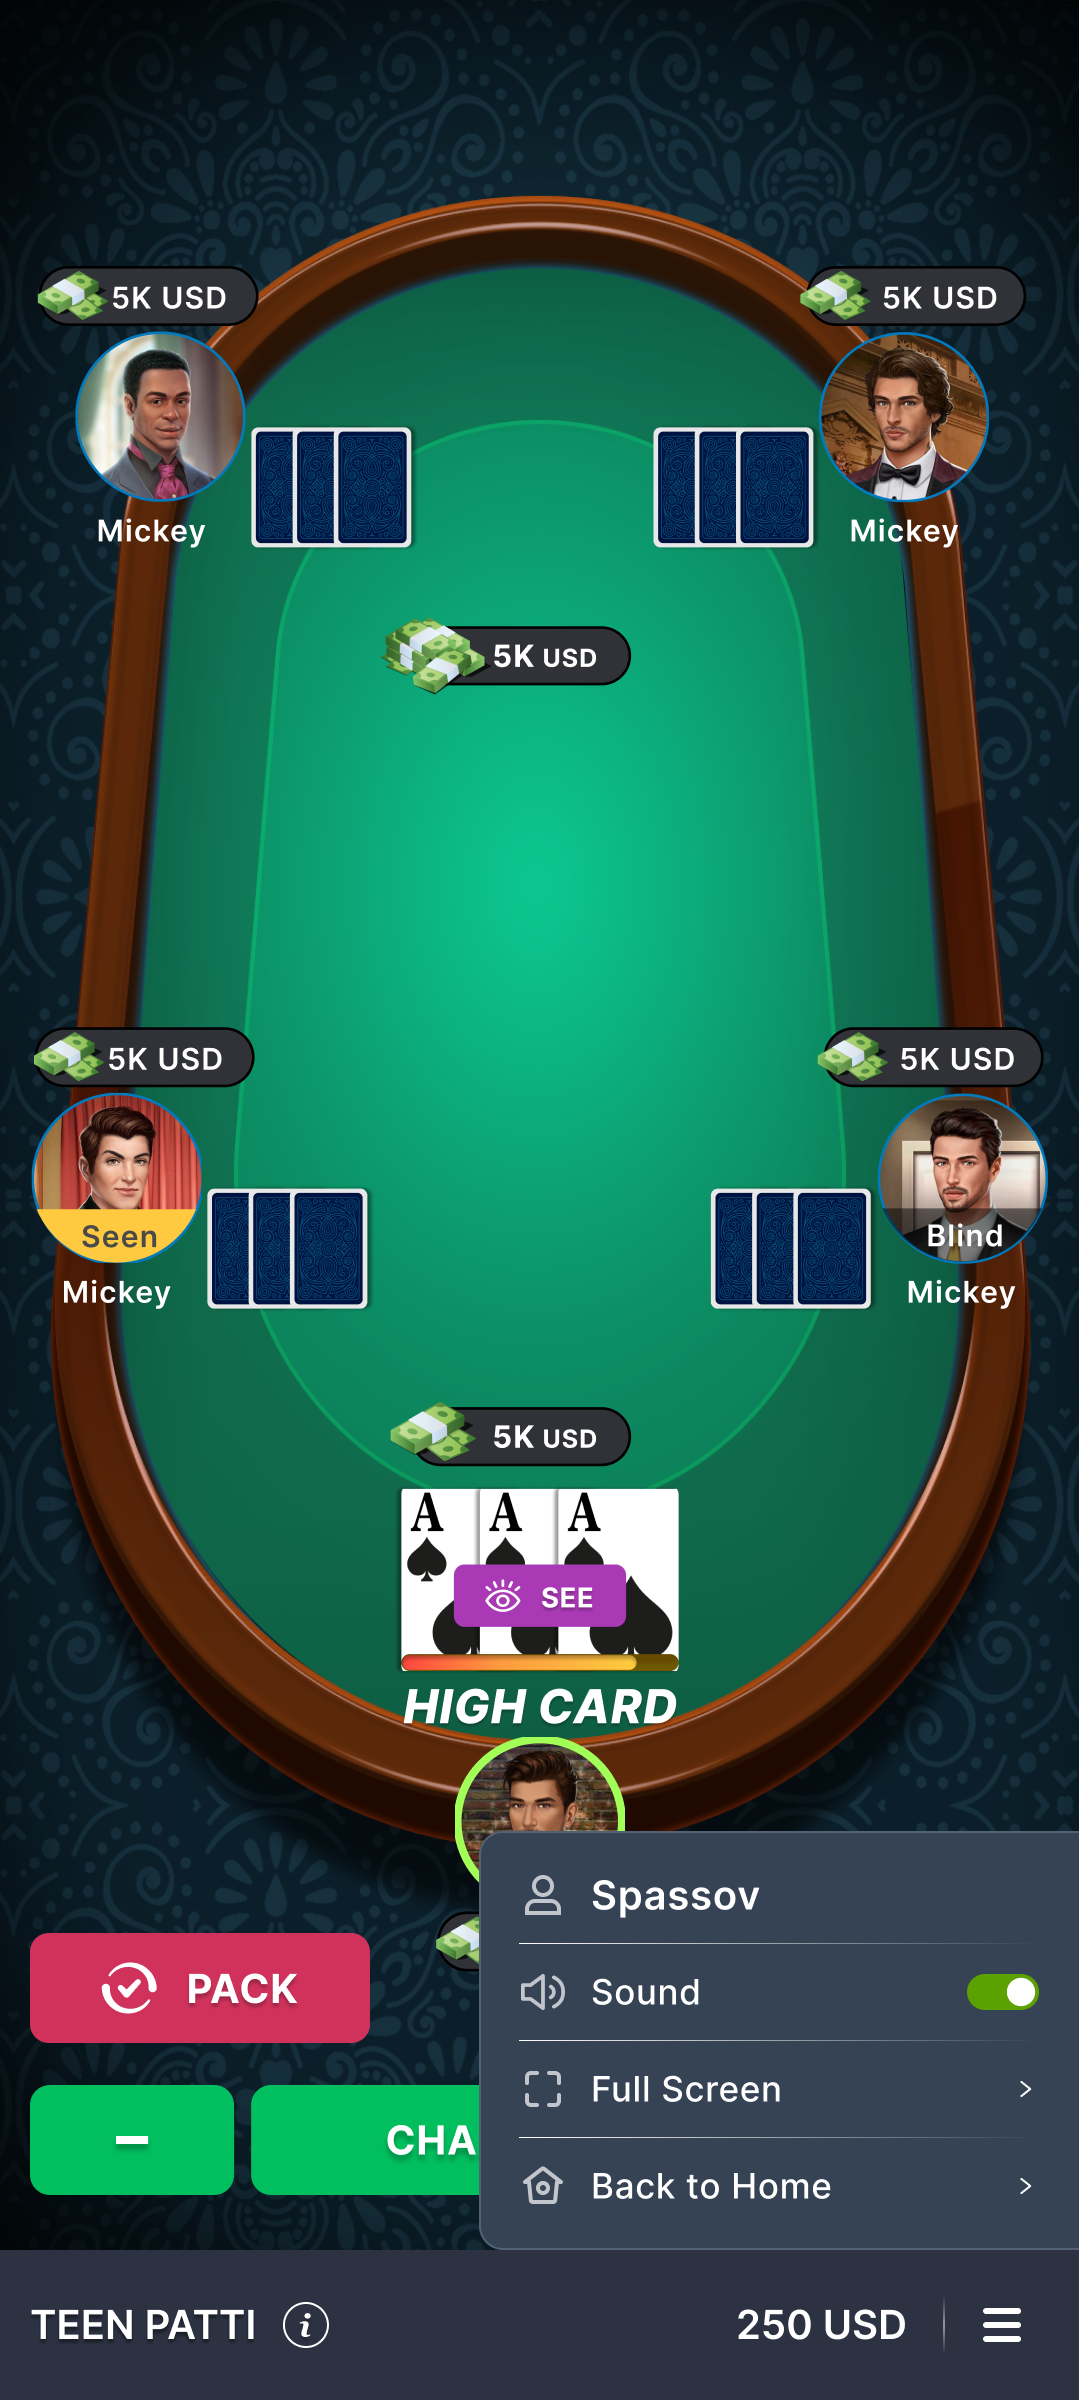 5K USD
5K USD
Mickey
Mickey
5K USD
5K USD
5K USD
Seen
Blind
Mickey
Mickey
5K USD
A A A
SEE
HIGH CARD
Spassov
PACK
Sound
Full Screen
CHA
Back to Home
TEEN PATTI i
250 USD